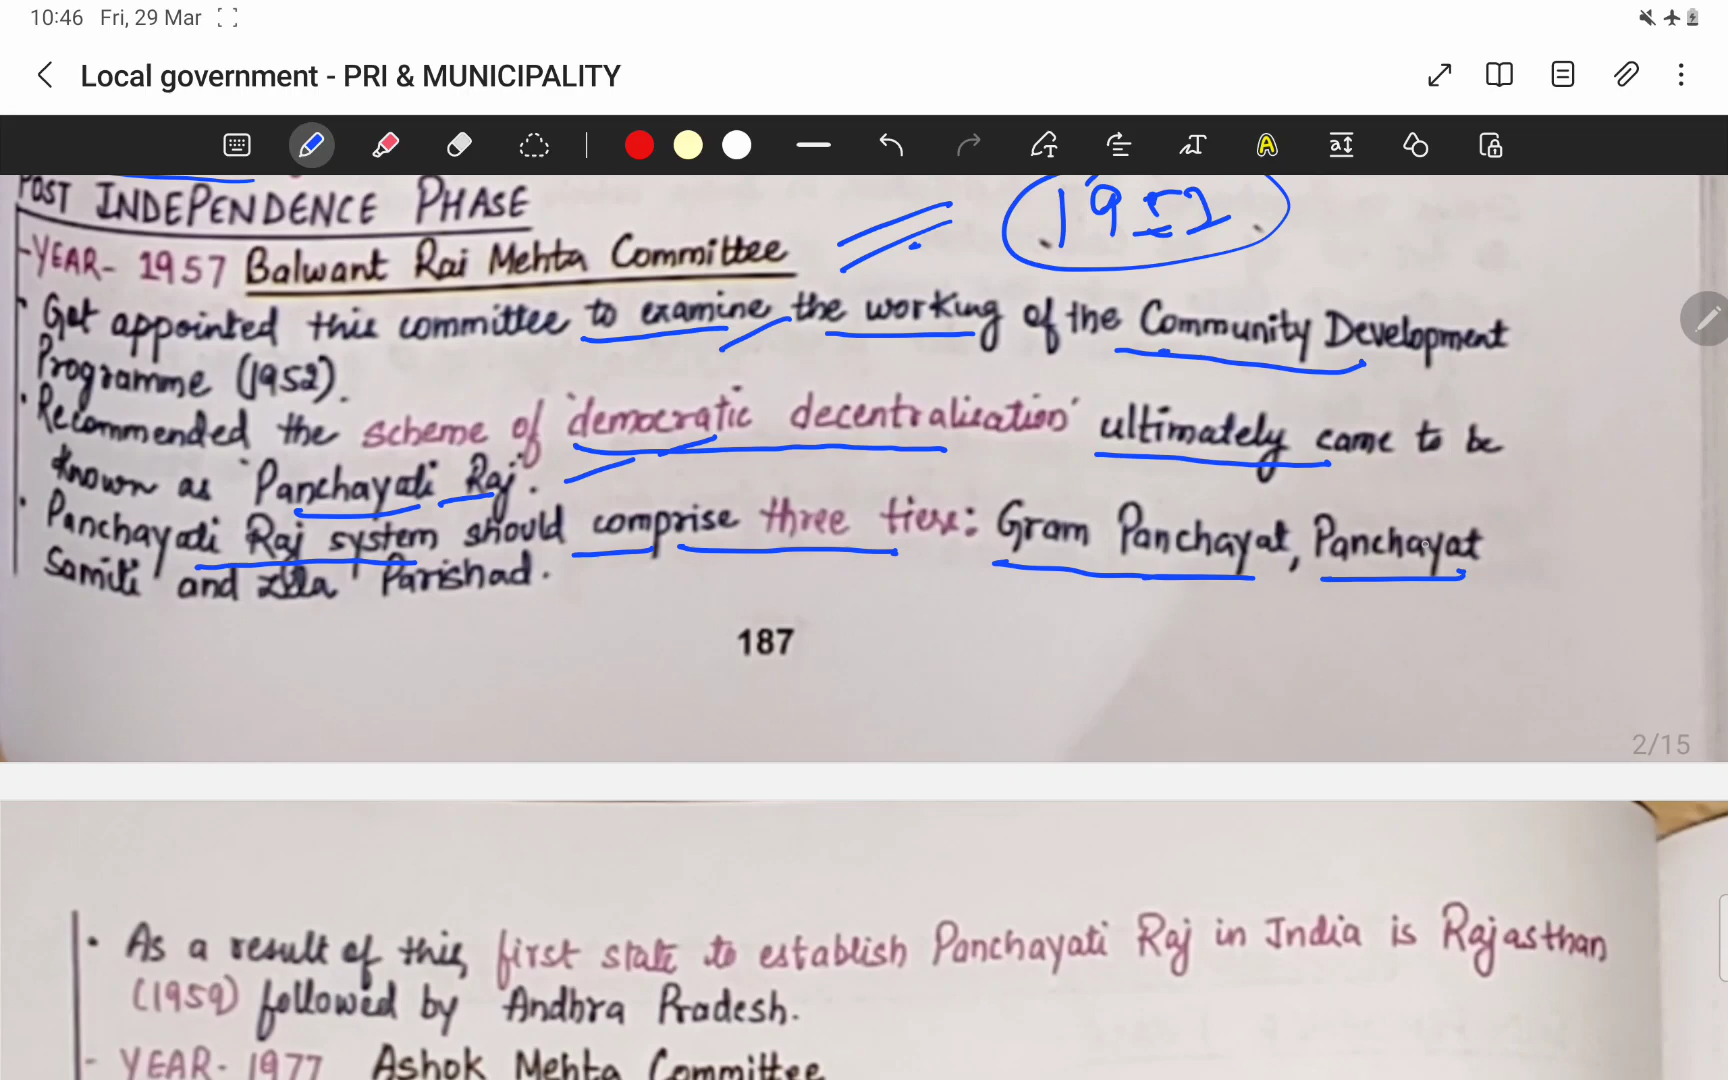 10:46 Fri, 29 Mar
Local government - PRI & MUNICIPALITY
POST INDEPENDENCE PHASE
1952
-YEAR- 1957 Balwant Rai Mehta Committee
• Govt appointed this committee to examine the working of the Community Development
Programme (1952).
• Recommended the scheme of 'democratic decentralisation' ultimately came to be
known as 'Panchayati Raj'.
• Panchayati Raj system should comprise three tiers: Gram Panchayat, Panchayat
Samiti and Zila Parishad.
187
2/15
• As a result of this, first state to establish Panchayati Raj in India is Rajasthan
(1959) followed by Andhra Pradesh.
- YEAR- 1977 Ashok Mehta Committee